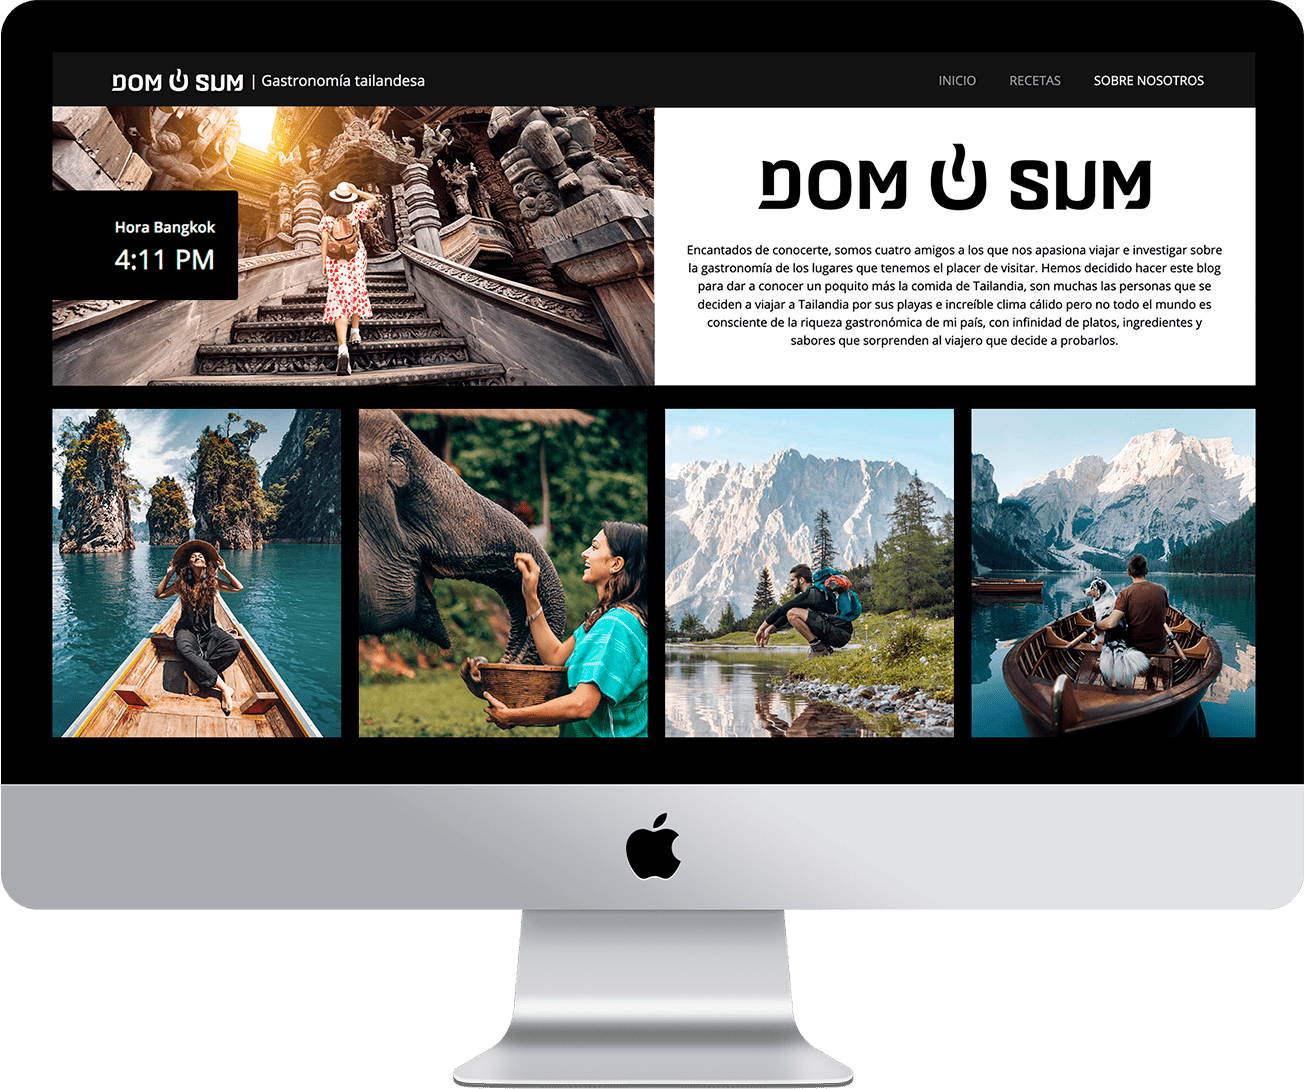 DOM SUM | Gastronomía tailandesa
INICIO RECETAS SOBRE NOSOTROS
Hora Bangkok
4:11 PM
DOM SUM
Encantados de conocerte, somos cuatro amigos a los que nos apasiona viajar e investigar sobre
la gastronomía de los lugares que tenemos el placer de visitar. Hemos decidido hacer este blog
para dar a conocer un poquito más la comida de Tailandia, son muchas las personas que se
deciden a viajar a Tailandia por sus playas e increíble clima cálido pero no todo el mundo es
consciente de la riqueza gastronómica de mi país, con infinidad de platos, ingredientes y
sabores que sorprenden al viajero que decide a probarlos.